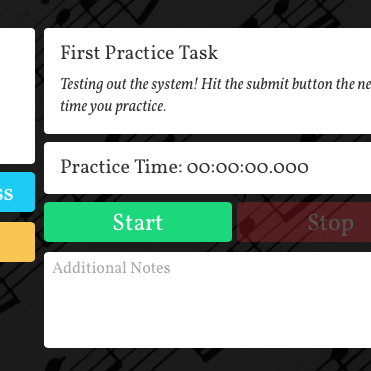 First Practice Task
Testing out the system! Hit the submit button the ne
time you practice.
ss
Practice Time: 00:00:00.000
Start
Stop
Additional Notes